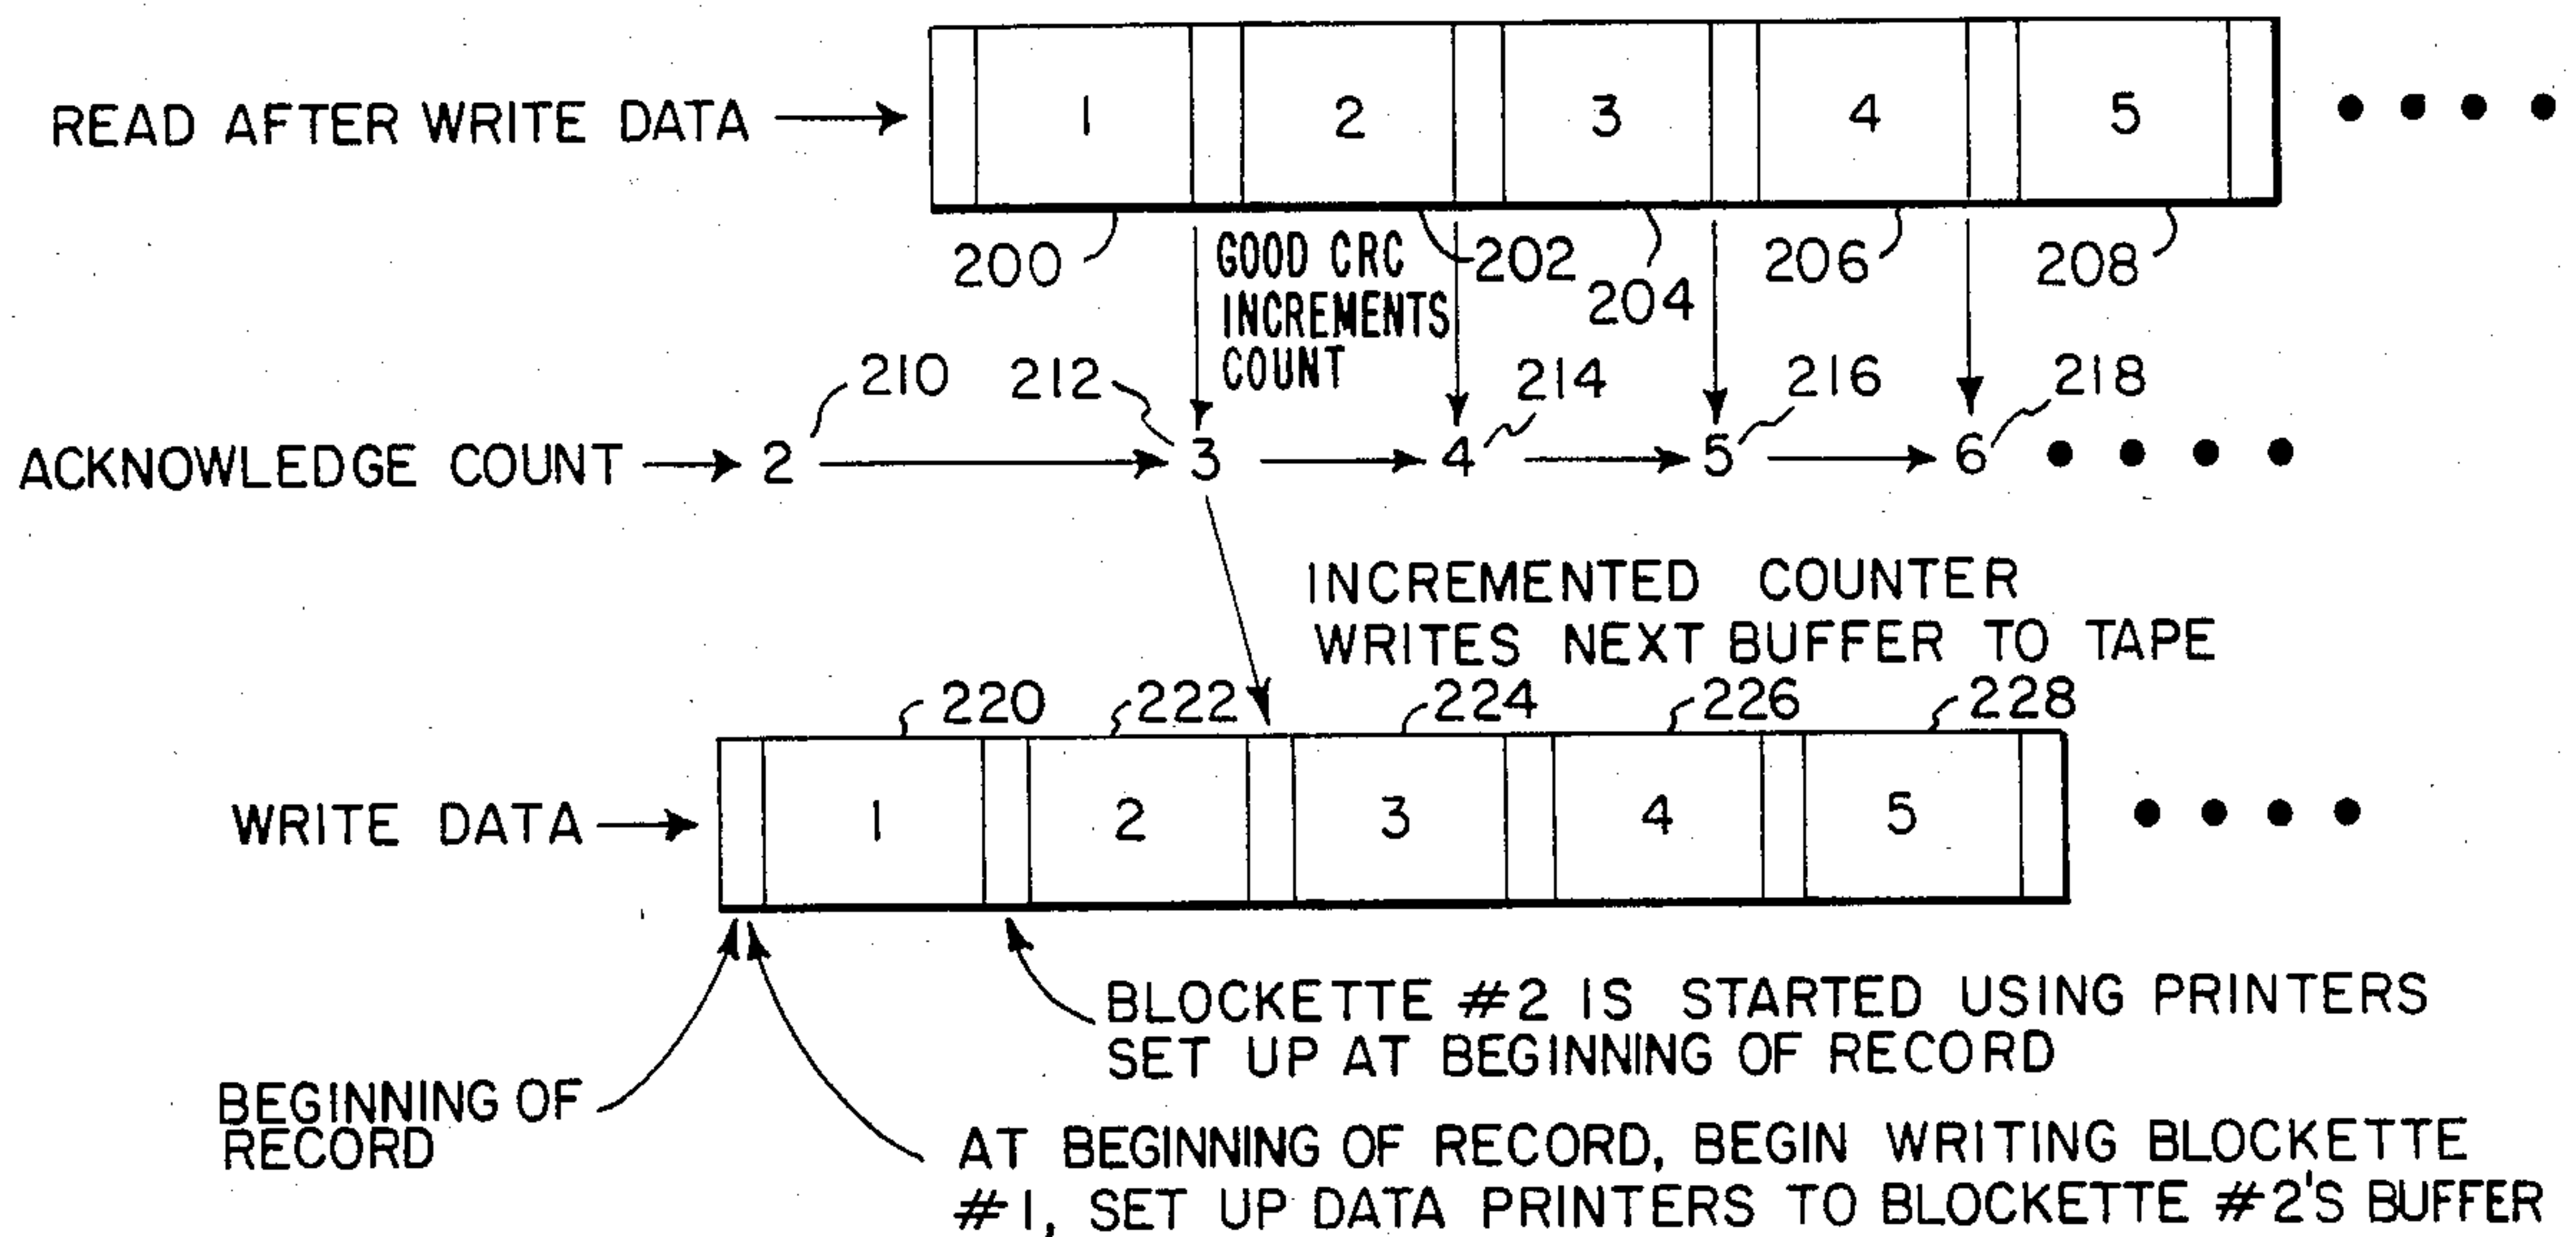 READ AFTER WRITE DATA
1 2 3 4 5
200 202 204 206 208
GOOD CRC
INCREMENTS
COUNT
210 212 214 216 218
ACKNOWLEDGE COUNT 2 3 4 5 6
INCREMENTED COUNTER
WRITES NEXT BUFFER TO TAPE
220 222 224 226 228
WRITE DATA 1 2 3 4 5
BLOCKETTE #2 IS STARTED USING PRINTERS
SET UP AT BEGINNING OF RECORD
BEGINNING OF
RECORD
AT BEGINNING OF RECORD, BEGIN WRITING BLOCKETTE
#1, SET UP DATA PRINTERS TO BLOCKETTE #2'S BUFFER